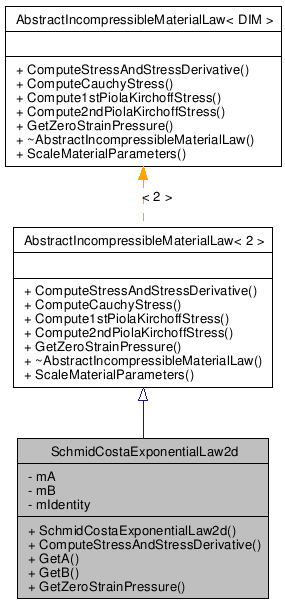 AbstractIncompressibleMaterialLaw< DIM >
+ ComputeStressAndStressDerivative()
+ ComputeCauchyStress()
+ Compute1stPiolaKirchoffStress()
+ Compute2ndPiolaKirchoffStress()
+ GetZeroStrainPressure()
+ ~AbstractIncompressibleMaterialLaw()
+ ScaleMaterialParameters()
< 2 >
AbstractIncompressibleMaterialLaw< 2 >
+ ComputeStressAndStressDerivative()
+ ComputeCauchyStress()
+ Compute1stPiolaKirchoffStress()
+ Compute2ndPiolaKirchoffStress()
+ GetZeroStrainPressure()
+ ~AbstractIncompressibleMaterialLaw()
+ ScaleMaterialParameters()
SchmidCostaExponentialLaw2d
- mA
- mB
- mIdentity
+ SchmidCostaExponentialLaw2d()
+ ComputeStressAndStressDerivative()
+ GetA()
+ GetB()
+ GetZeroStrainPressure()